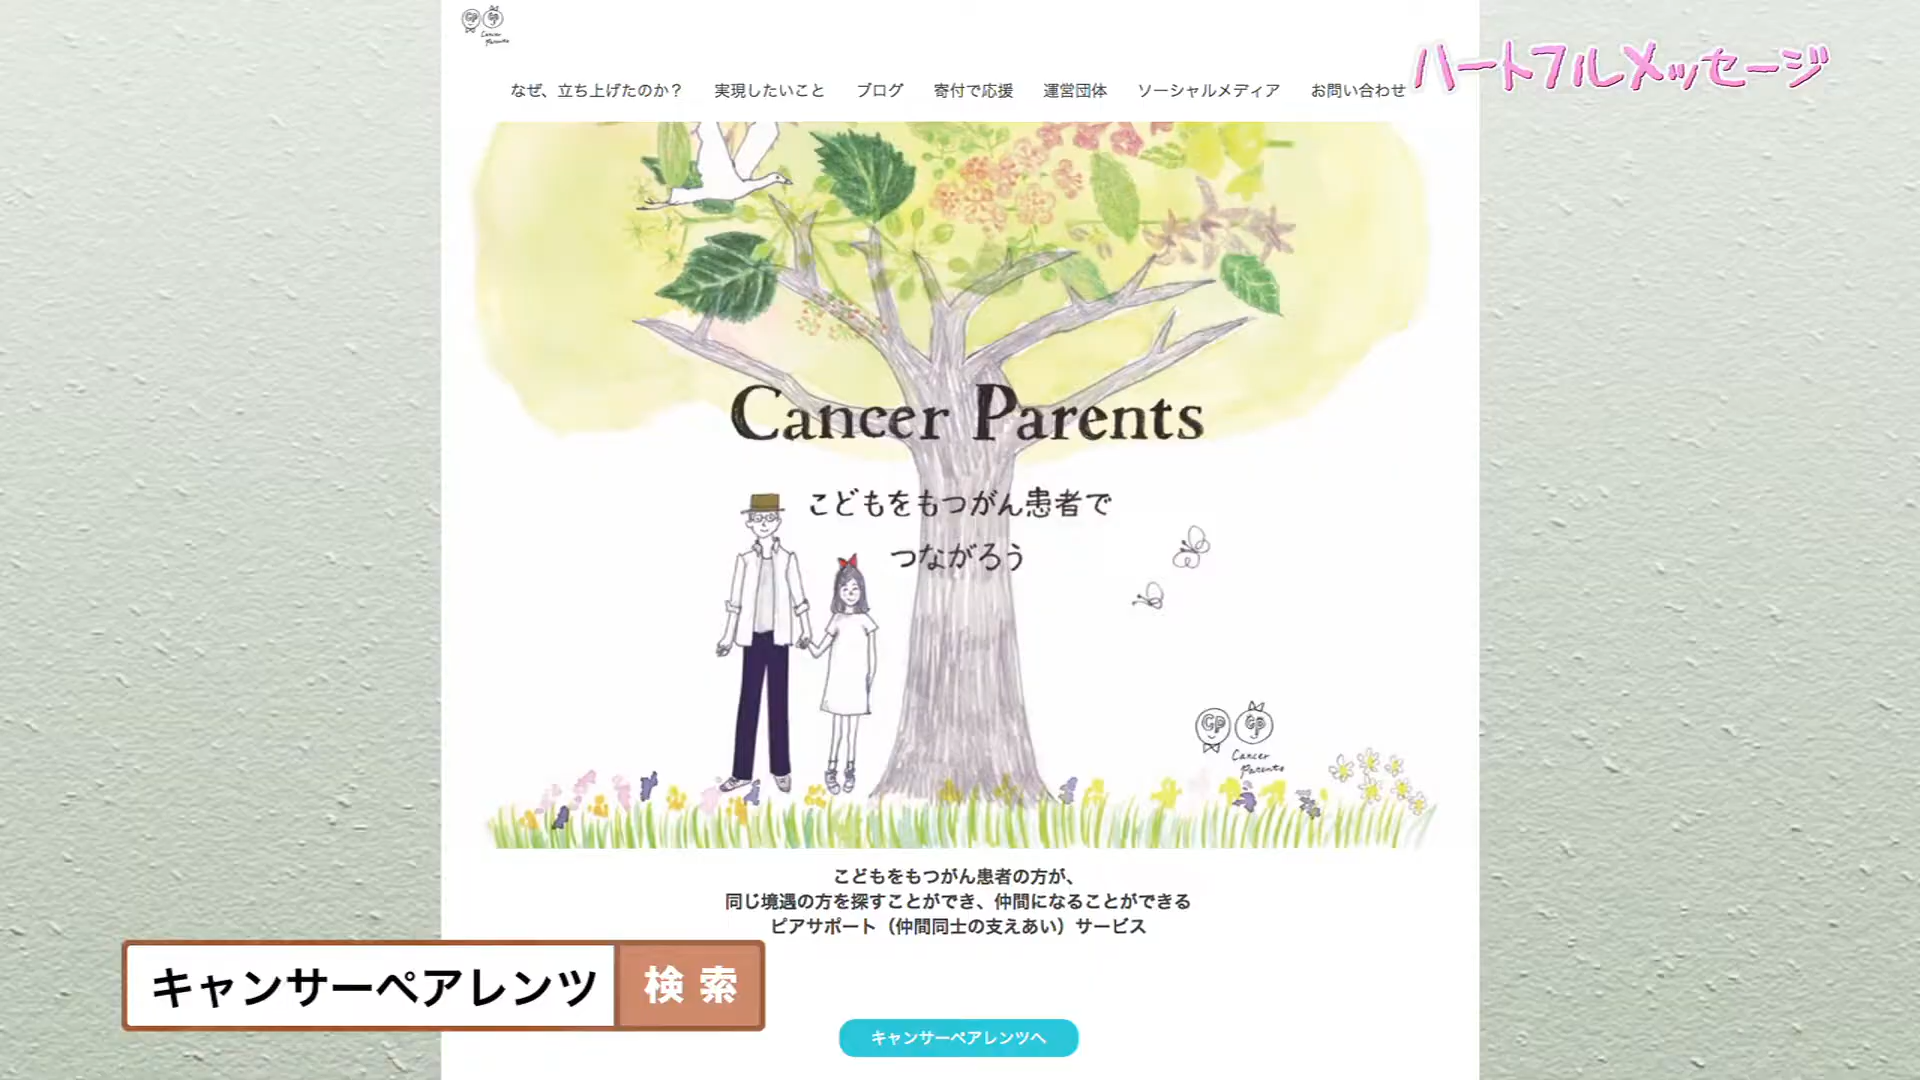 Cancer
Parents
ハートフルメッセージ
なぜ、立ち上げたのか？ 実現したいこと ブログ 寄付で応援 運営団体 ソーシャルメディア お問い合わせ
Cancer Parents
こどもをもつがん患者で
つながろう
CP CP
Cancer
Parents
こどもをもつがん患者の方が、
同じ境遇の方を探すことができ、仲間になることができる
ピアサポート（仲間同士の支えあい）サービス
キャンサーペアレンツ 検索
キャンサーペアレンツへ